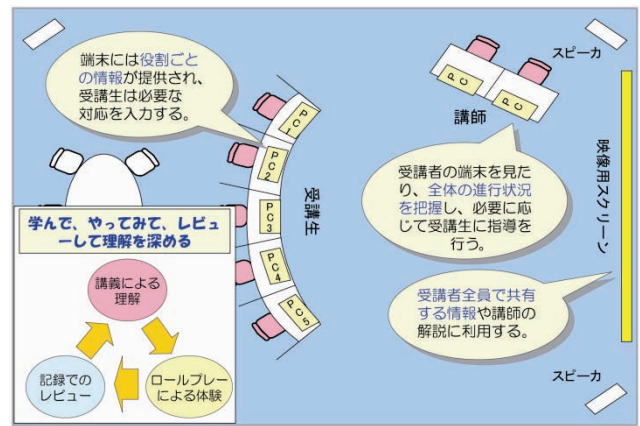 端末には役割ごと
の情報が提供され、
受講生は必要な
対応を入力する。
スピーカ
PC
PC
講師
PC1
PC2
PC3
PC4
PC5
受講生
受講者の端末を見た
り、全体の進行状況
を把握し、必要に応
じて受講生に指導を
行う。
映像用スクリーン
受講者全員で共有
する情報や講師の
解説に利用する。
スピーカ
学んで、やってみて、レビュ
ーして理解を深める
講義による
理解
記録での
レビュー
ロールプレー
による体験